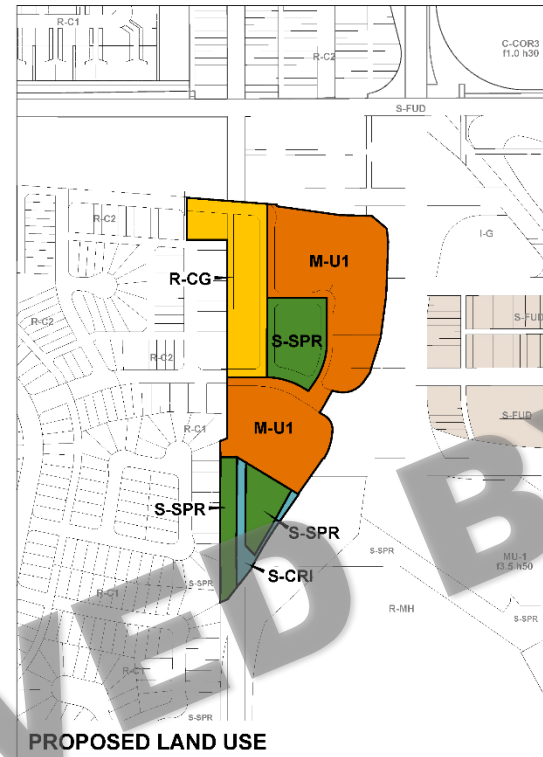 R-C1
C-COR3
f1.0 h30
R-C2
S-FUD
R-C2
I-G
M-U1
R-CG
S-FUD
R-C2
S-SPR
R-C2
S-FUD
M-U1
R-C1
S-SPR
S-SPR
S-SPR
MU-1
f3.5 h50
S-CRI
S-SPR
R-C1
R-MH
S-SPR
R-C1
S-SPR
VED B
PROPOSED LAND USE